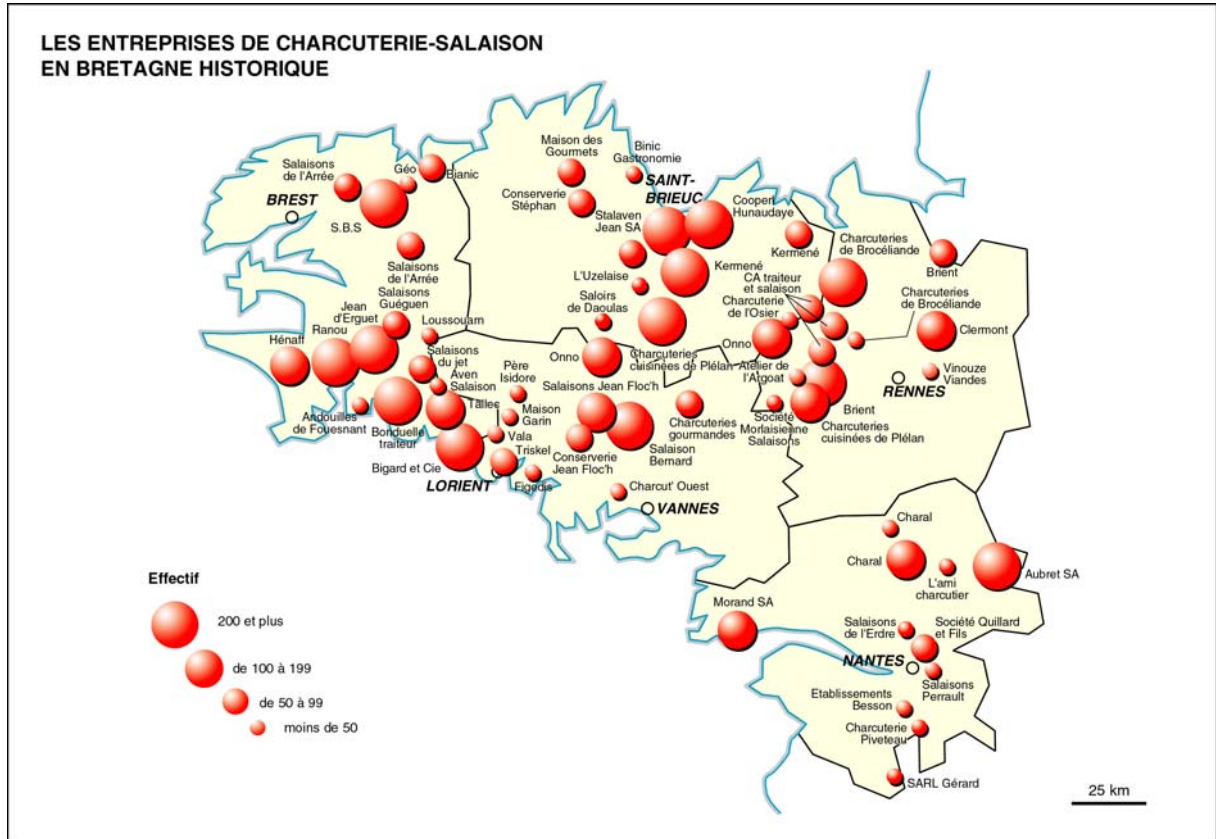 LES ENTREPRISES DE CHARCUTERIE-SALAISON
EN BRETAGNE HISTORIQUE
Maison des
Gourmets
Binic
Gastronomie
Salaisons
de l'Arrée
Géo
Bianic
BREST
S.B.S
Conserverie
Stéphan
SAINT-
BRIEUC
Stalaven
Jean SA
Cooperl
Hunaudaye
Kermené
Charcuteries
de Brocéliande
Brient
Salaisons
de l'Arrée
L'Uzelaise
Kermené
CA traiteur
et salaison
Charcuteries
de Brocéliande
Salaisons
Guéguen
Jean
d'Erguet
Ranou
Hénaff
Loussouarn
Saloirs
de Daoulas
Charcuterie
de l'Osier
Clermont
Onno
Charcuteries
cuisinées de Plélan
Onno
Salaisons
du jet
Père
Isidore
Atelier de
l'Argoat
RENNES
Vinouze
Viandes
Aven
Salaison
Salaisons Jean Floc'h
Andouilles
de Fouesnant
Tallec
Maison
Garin
Charcuteries
gourmandes
Société
Morlaisienne
Salaisons
Brient
Charcuteries
cuisinées de Plélan
Bonduelle
traiteur
Vala
Triskel
Salaison
Bernard
Bigard et Cie
Conserverie
Jean Floc'h
LORIENT
Figedis
Charcut' Ouest
VANNES
Charal
Charal
L'ami
charcutier
Aubret SA
Effectif
200 et plus
de 100 à 199
de 50 à 99
moins de 50
Morand SA
Salaisons
de l'Erdre
Société Quillard
et Fils
NANTES
Salaisons
Perrault
Etablissements
Besson
Charcuterie
Piveteau
SARL Gérard
25 km